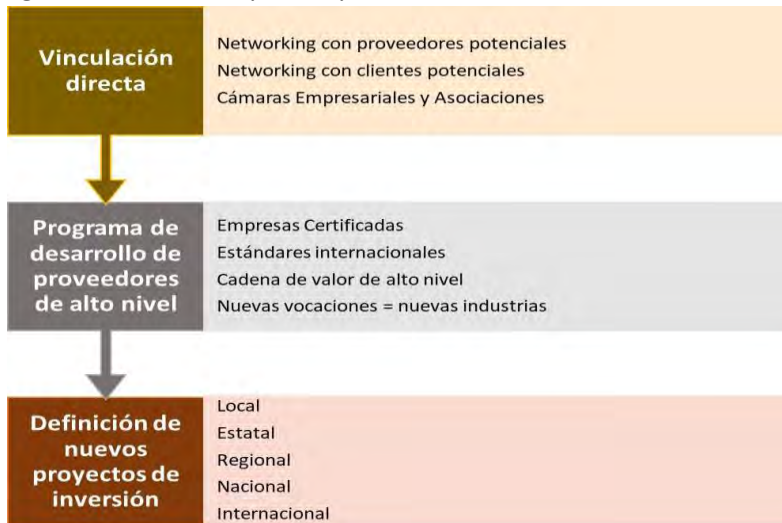 Vinculación
directa
Networking con proveedores potenciales
Networking con clientes potenciales
Cámaras Empresariales y Asociaciones
Programa de
desarrollo de
proveedores
de alto nivel
Empresas Certificadas
Estándares internacionales
Cadena de valor de alto nivel
Nuevas vocaciones = nuevas industrias
Definición de
nuevos
proyectos de
inversión
Local
Estatal
Regional
Nacional
Internacional